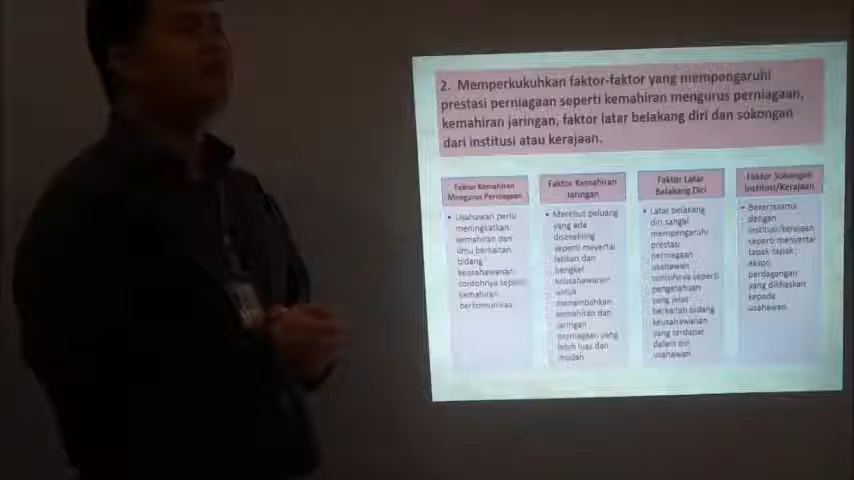 2. Memperkukuhkan faktor-faktor yang mempengaruhi
prestasi perniagaan seperti kemahiran mengurus perniagaan,
kemahiran jaringan, faktor latar belakang diri dan sokongan
dari institusi atau kerajaan.
Faktor Kemahiran
Mengurus Perniagaan
• Usahawan perlu
meningkatkan
kemahiran dan
ilmu berkaitan
bidang
keusahawanan
contohnya seperti
kemahiran
berkomunikasi
Faktor Kemahiran
Jaringan
• Merebut peluang
yang ada
disekeliling
seperti meyertai
latihan dan
bengkel
keusahawanan
untuk
menambahkan
kemahiran dan
jaringan
perniagaan yang
lebih luas dan
mudah
Faktor Latar
Belakang Diri
• Latar belakang
diri sangat
mempengaruhi
prestasi
perniagaan
usahawan
contohnya seperti
pengetahuan
yang jelas
berkaitan bidang
keusahawanan
yang terdapat
dalam diri
usahawan
Faktor Sokongan
Institusi/Kerajaan
• Bekerjasama
dengan
institusi/kerajaan
seperti menyertai
tapak-tapak
ekspo
perdagangan
yang dikhaskan
kepada
usahawan